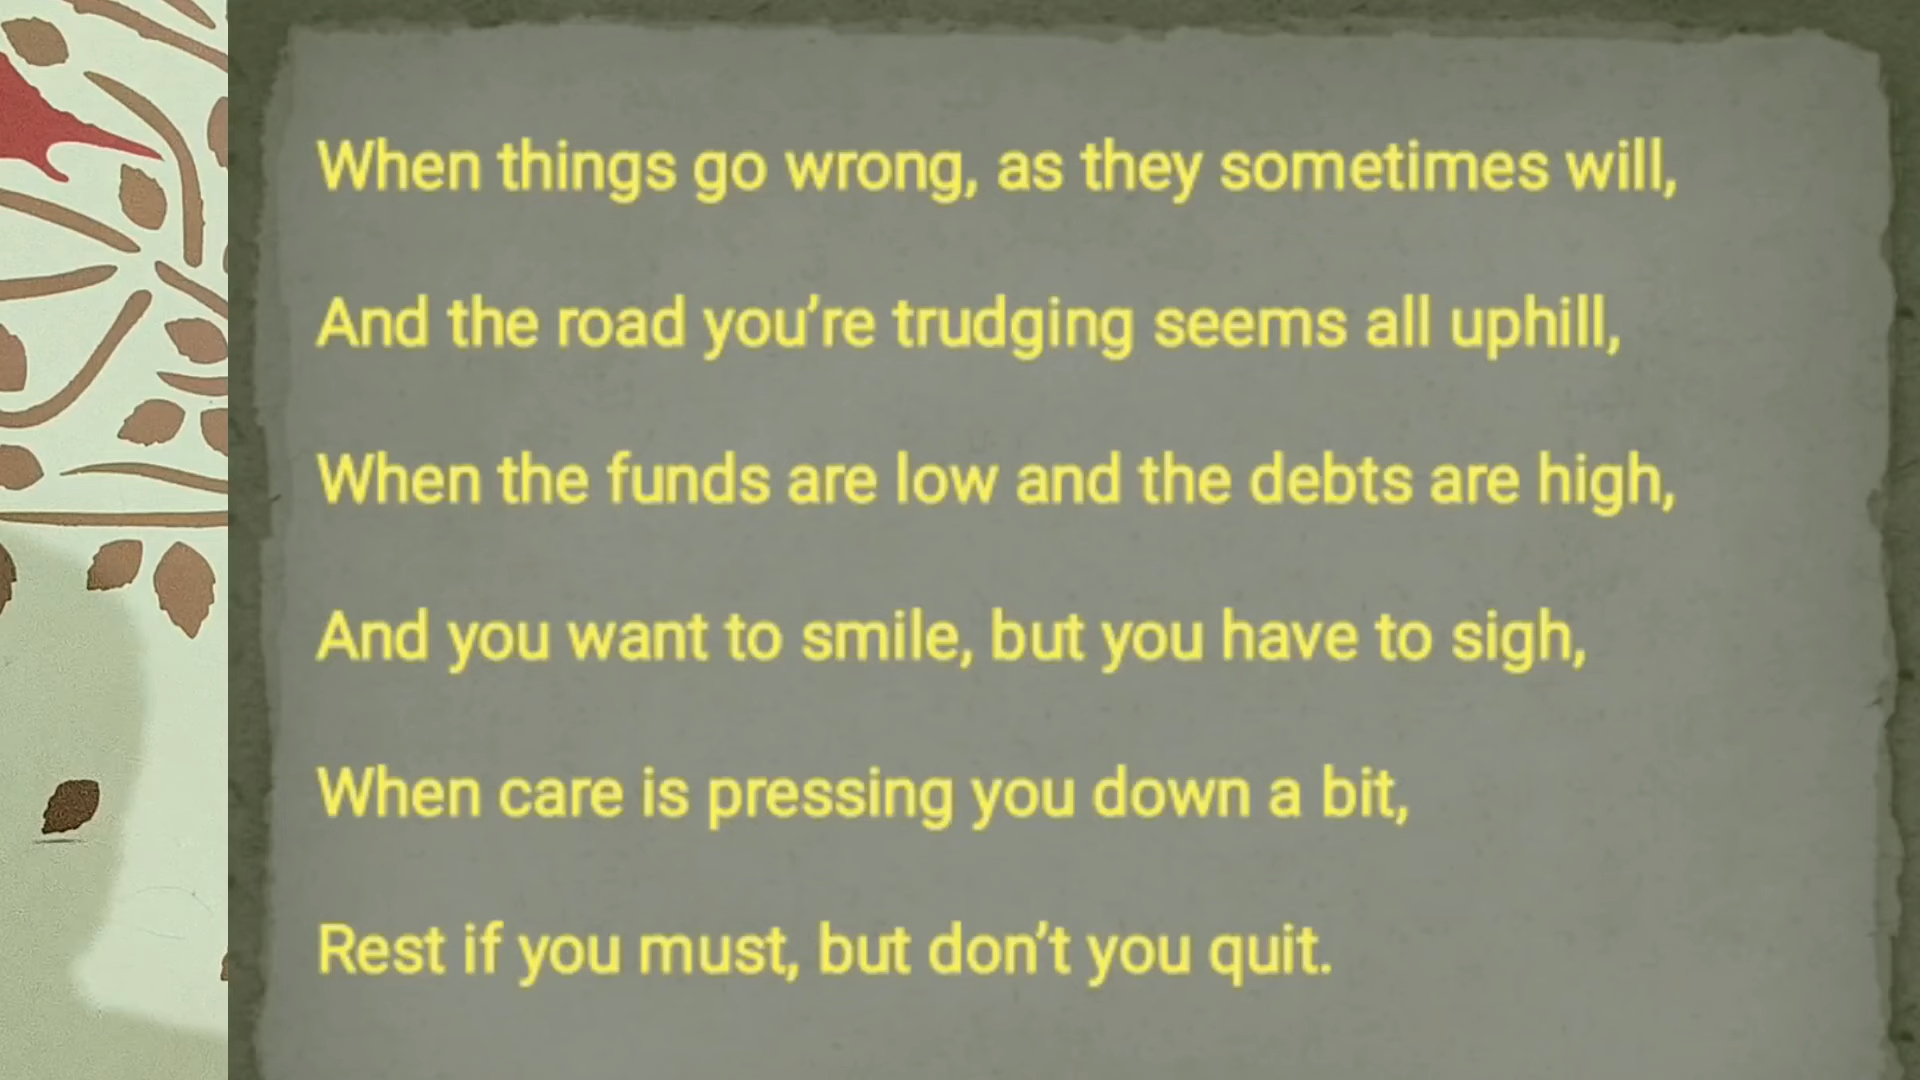 When things go wrong, as they sometimes will,
And the road you’re trudging seems all uphill,
When the funds are low and the debts are high,
And you want to smile, but you have to sigh,
When care is pressing you down a bit,
Rest if you must, but don’t you quit.